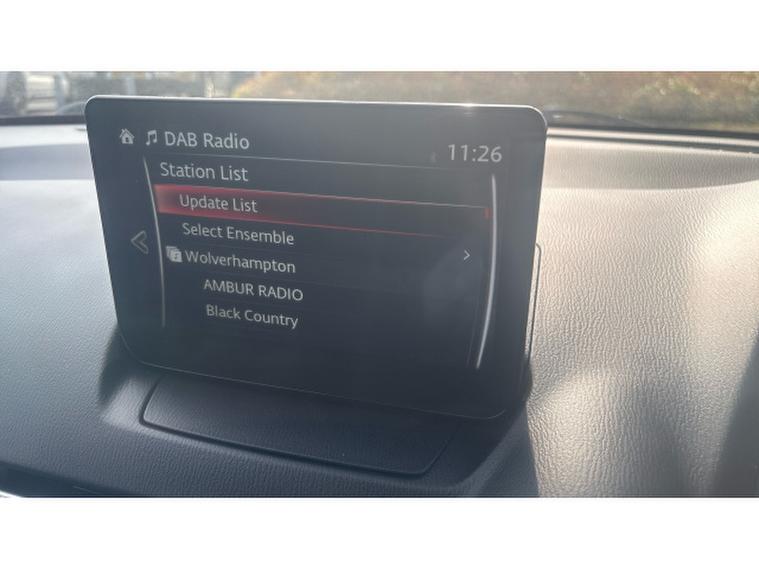 DAB Radio
11:26
Station List
Update List
Select Ensemble
Wolverhampton
AMBUR RADIO
Black Country